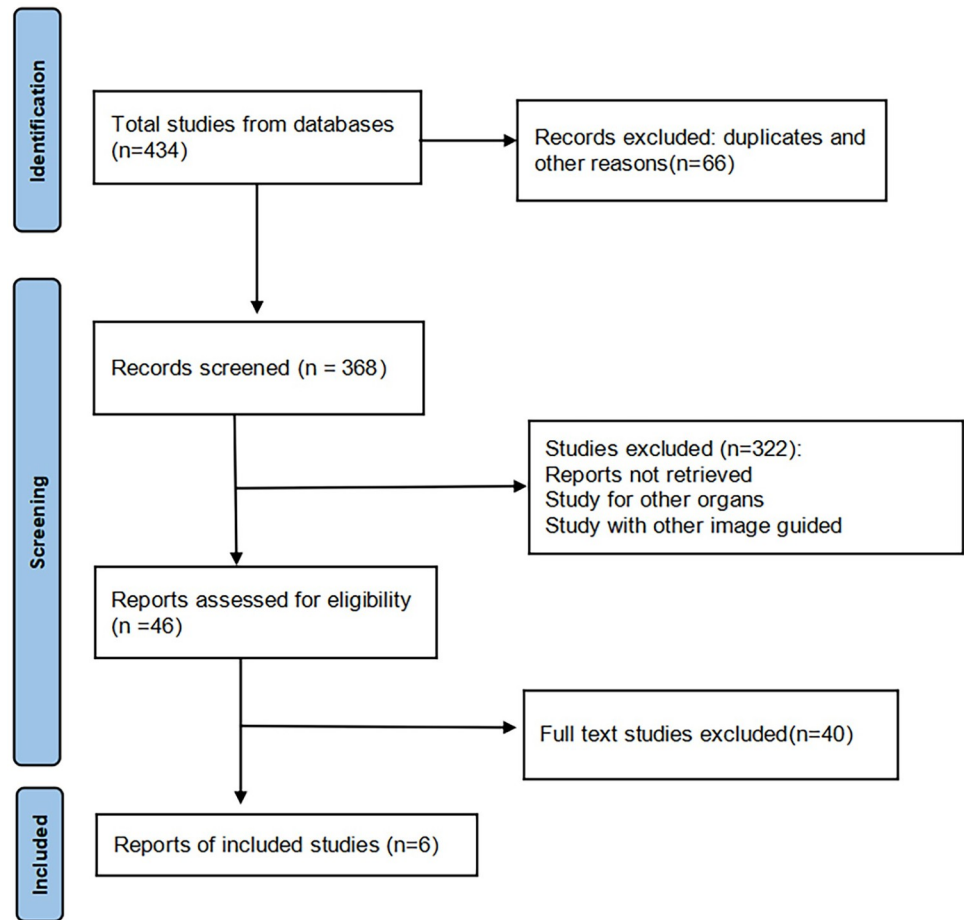 Identification
Total studies from databases
(n=434)
Records excluded: duplicates and
other reasons(n=66)
Screening
Records screened (n = 368)
Studies excluded (n=322):
Reports not retrieved
Study for other organs
Study with other image guided
Reports assessed for eligibility
(n =46)
Full text studies excluded(n=40)
Included
Reports of included studies (n=6)